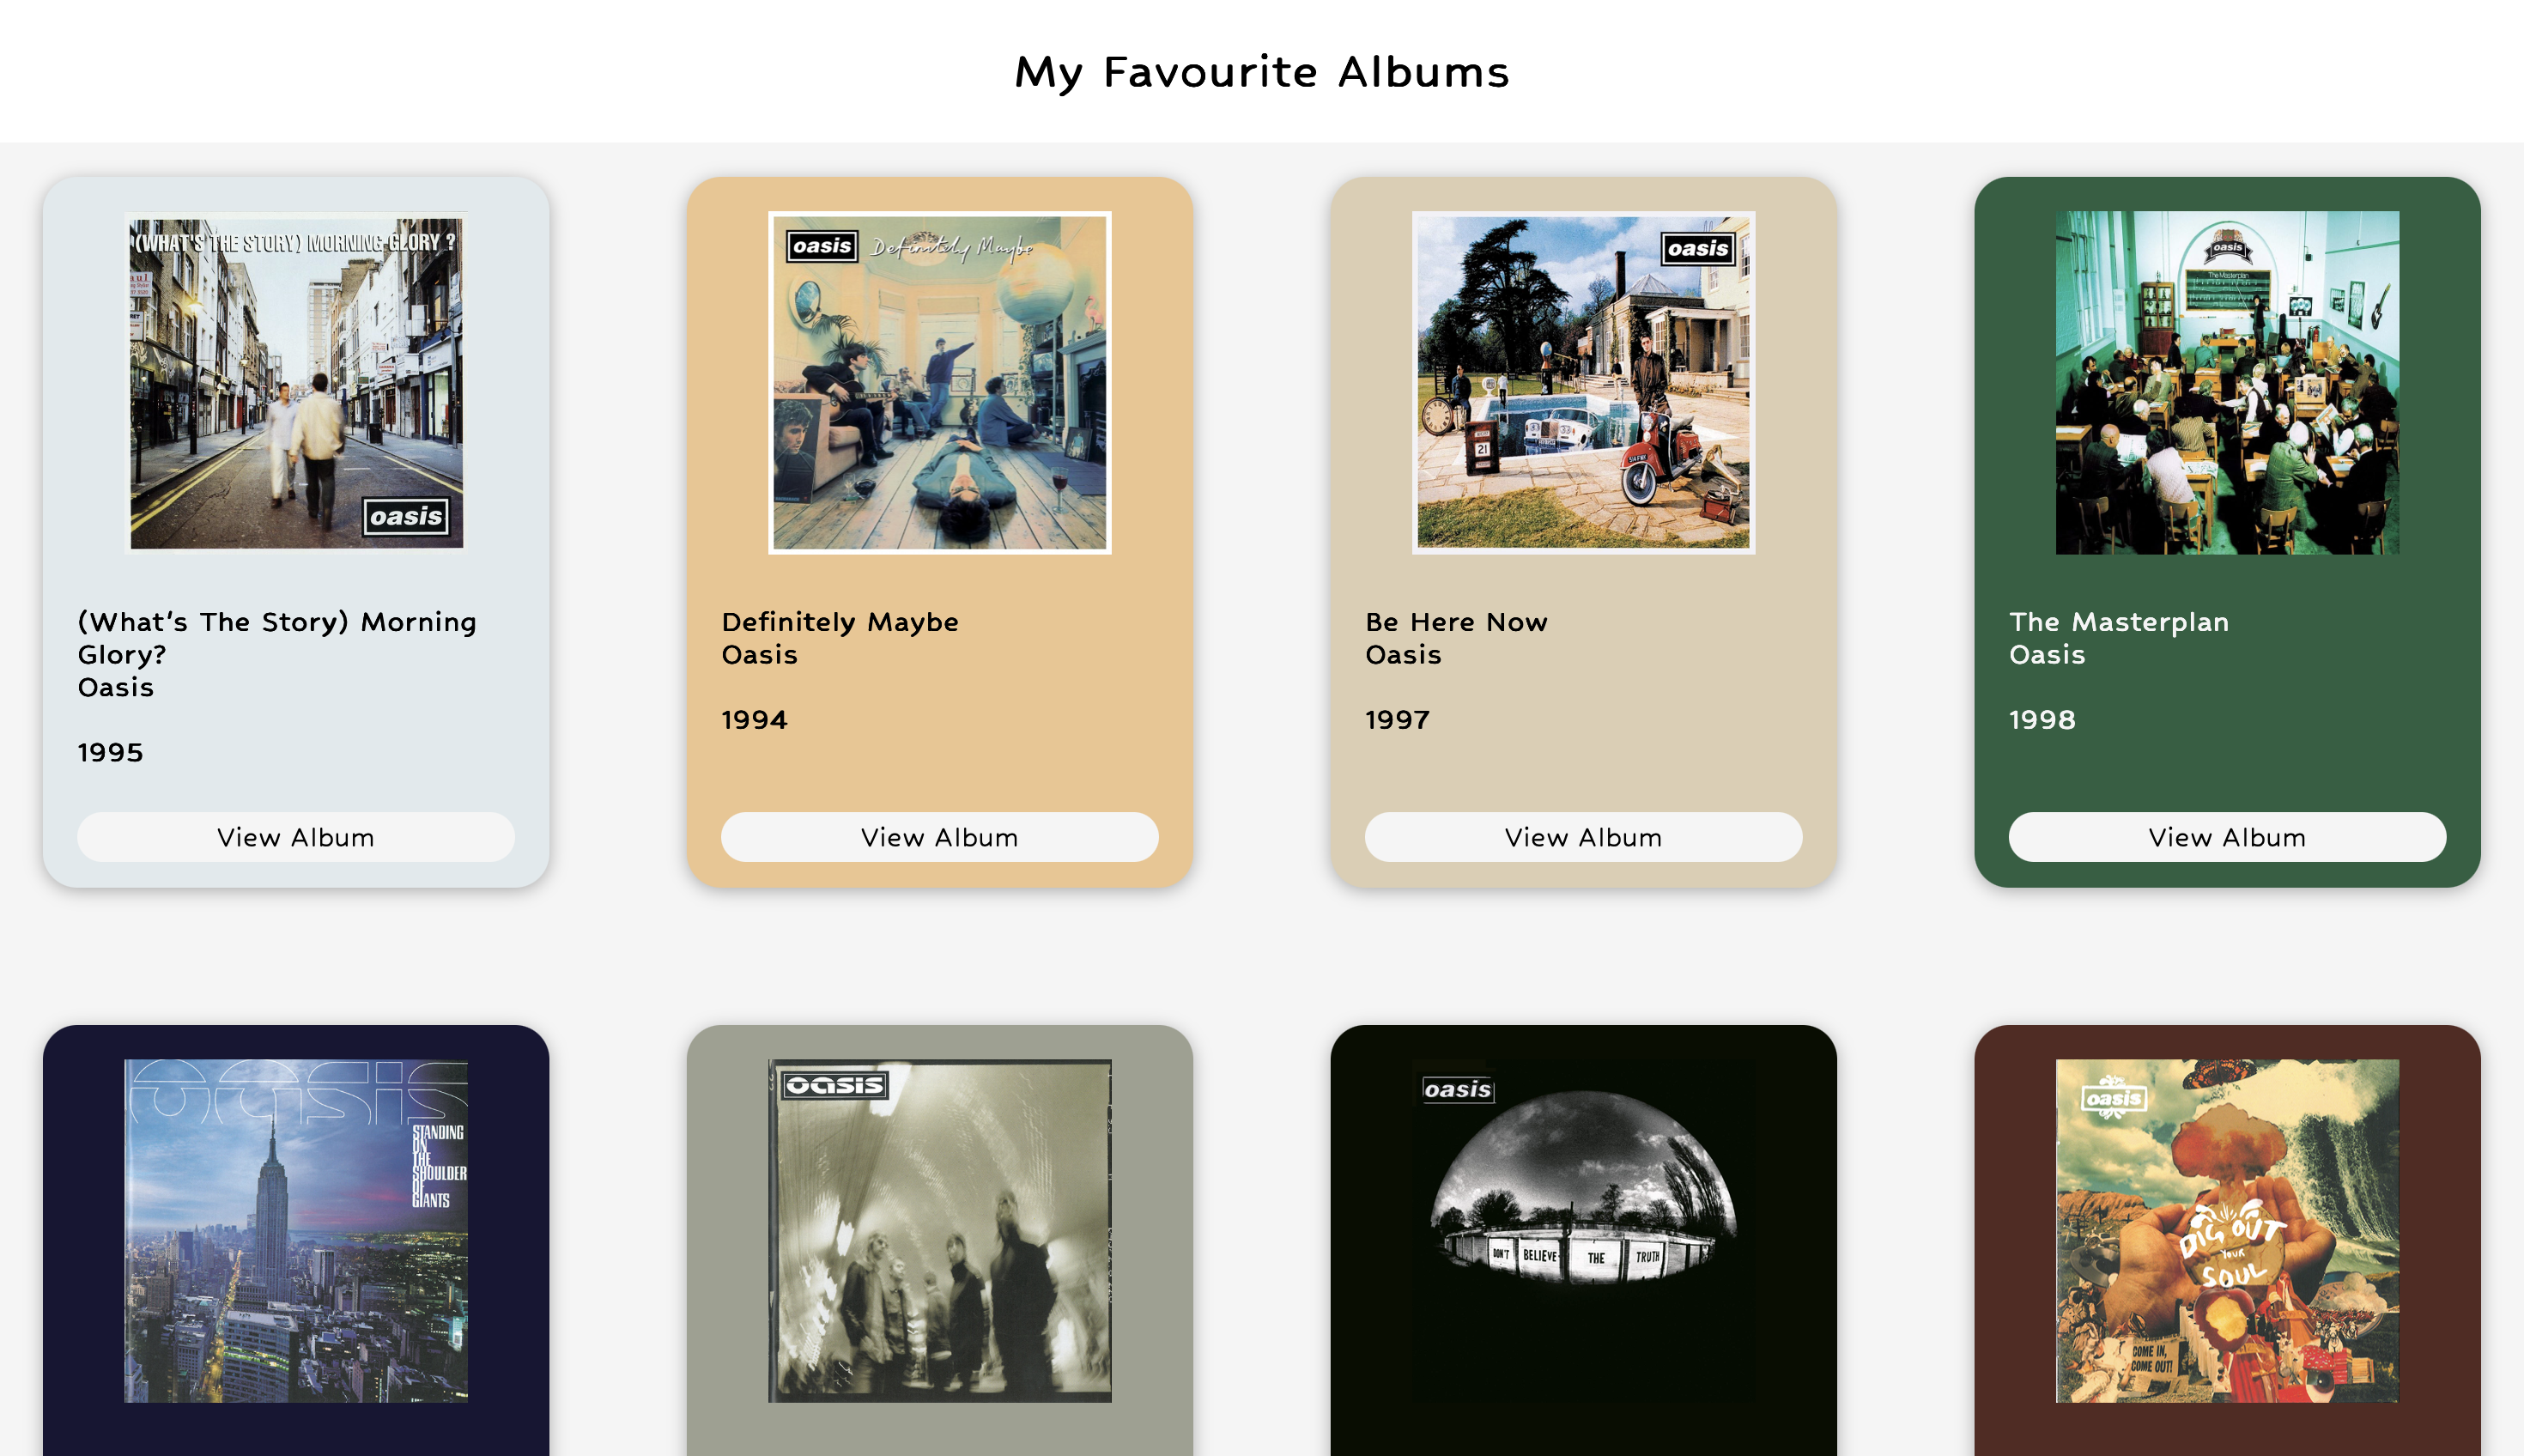 My Favourite Albums
(WHAT'S THE STORY) MORNING GLORY ?
oasis
oasis Definitely Maybe
oasis
21
oasis
The Masterplan
(What's The Story) Morning
Glory?
Oasis
1995
View Album
Definitely Maybe
Oasis
1994
View Album
Be Here Now
Oasis
1997
View Album
The Masterplan
Oasis
1998
View Album
oasis
STANDING
ON
THE
SHOULDER
OF
GIANTS
oasis
oasis
DON'T BELIEVE THE TRUTH
oasis
DIG OUT
YOUR
SOUL
COME IN,
COME OUT!